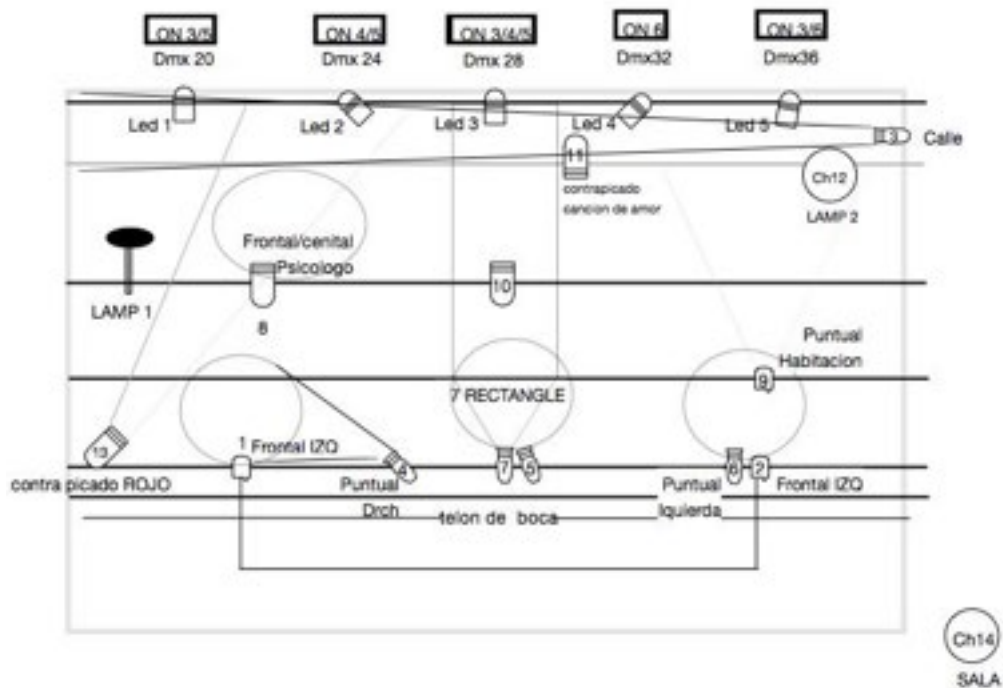 ON 3/5
ON 4/5
ON 3/4/5
ON 6
ON 3/6
Dmx 20
Dmx 24
Dmx 28
Dmx32
Dmx36
Led 1
Led 2
Led 3
Led 4
Led 5
3
Calle
11
contrapicado
cancion de amor
Ch12
LAMP 2
Frontal/cenital
Psicologo
LAMP 1
8
10
Puntual
Habitacion
9
7 RECTANGLE
13
1
Frontal IZQ
4
7
5
6
2
contra picado ROJO
Puntual
Drch
Puntual
Iquierda
Frontal IZQ
telon de boca
Ch14
SALA